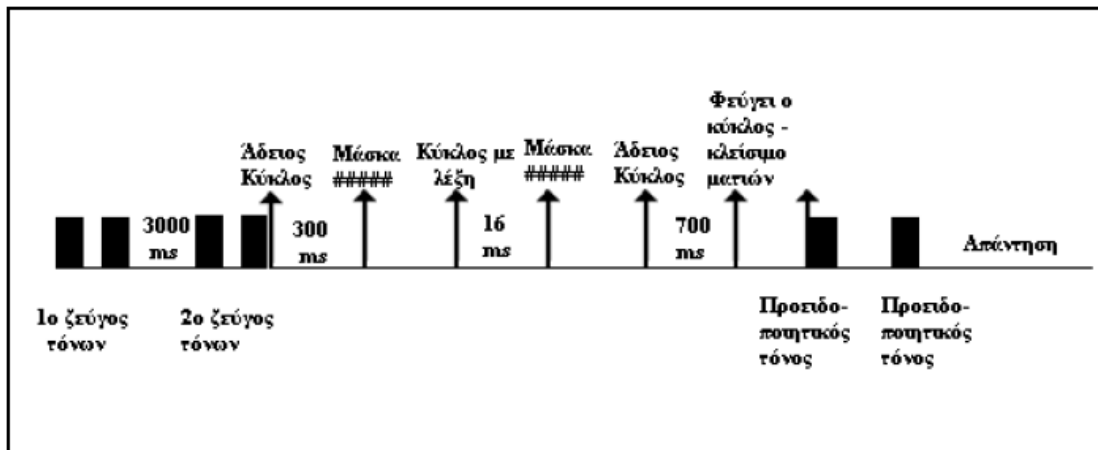 Φεύγει ο
κύκλος -
κλείσιμο
ματιών
Άδειος
Κύκλος
Μάσκα
#####
Κύκλος με
λέξη
Μάσκα
#####
Άδειος
Κύκλος
3000
ms
300
ms
16
ms
700
ms
Απάντηση
1ο ζεύγος
τόνων
2ο ζεύγος
τόνων
Προειδο-
ποιητικός
τόνος
Προειδο-
ποιητικός
τόνος